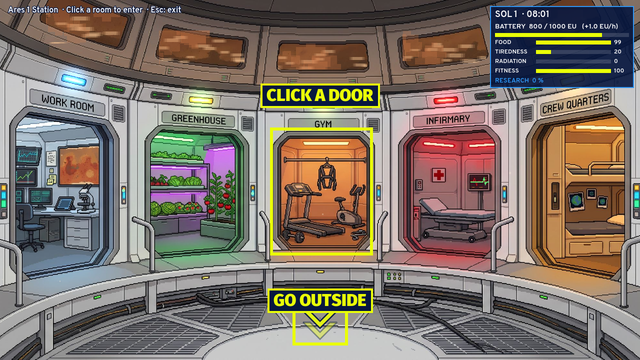 Ares 1 Station · Click a room to enter · Esc: exit
SOL 1 · 08:01
BATTERY 800 / 1000 EU (+1.0 EU/h)
FOOD 99
TIREDNESS 20
RADIATION 0
FITNESS 100
RESEARCH 0 %
CLICK A DOOR
WORK ROOM
GREENHOUSE
GYM
INFIRMARY
CREW QUARTERS
GO OUTSIDE